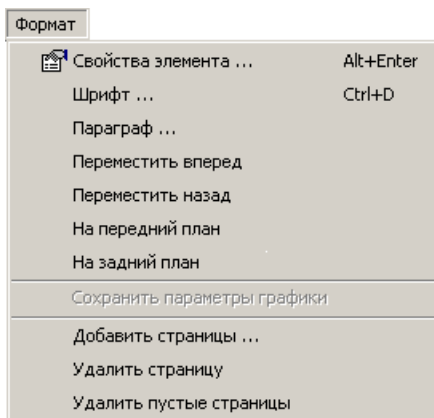 Формат
Свойства элемента ... Alt+Enter
Шрифт ... Ctrl+D
Параграф ...
Переместить вперед
Переместить назад
На передний план
На задний план
Сохранить параметры графики
Добавить страницы ...
Удалить страницу
Удалить пустые страницы